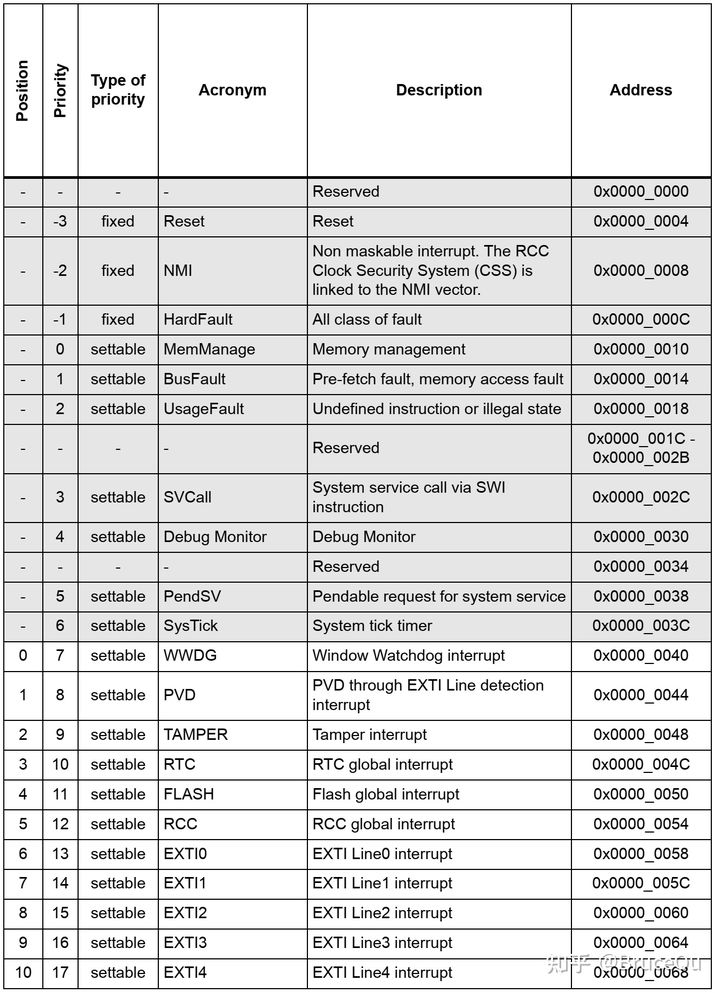 Position Priority Type of priority Acronym Description Address
- - - - Reserved 0x0000_0000
- -3 fixed Reset Reset 0x0000_0004
- -2 fixed NMI Non maskable interrupt. The RCC Clock Security System (CSS) is linked to the NMI vector. 0x0000_0008
- -1 fixed HardFault All class of fault 0x0000_000C
- 0 settable MemManage Memory management 0x0000_0010
- 1 settable BusFault Pre-fetch fault, memory access fault 0x0000_0014
- 2 settable UsageFault Undefined instruction or illegal state 0x0000_0018
- - - - Reserved 0x0000_001C - 0x0000_002B
- 3 settable SVCall System service call via SWI instruction 0x0000_002C
- 4 settable Debug Monitor Debug Monitor 0x0000_0030
- - - - Reserved 0x0000_0034
- 5 settable PendSV Pendable request for system service 0x0000_0038
- 6 settable SysTick System tick timer 0x0000_003C
0 7 settable WWDG Window Watchdog interrupt 0x0000_0040
1 8 settable PVD PVD through EXTI Line detection interrupt 0x0000_0044
2 9 settable TAMPER Tamper interrupt 0x0000_0048
3 10 settable RTC RTC global interrupt 0x0000_004C
4 11 settable FLASH Flash global interrupt 0x0000_0050
5 12 settable RCC RCC global interrupt 0x0000_0054
6 13 settable EXTI0 EXTI Line0 interrupt 0x0000_0058
7 14 settable EXTI1 EXTI Line1 interrupt 0x0000_005C
8 15 settable EXTI2 EXTI Line2 interrupt 0x0000_0060
9 16 settable EXTI3 EXTI Line3 interrupt 0x0000_0064
10 17 settable EXTI4 EXTI Line4 interrupt 0x0000_0068
知乎 @BruceOu